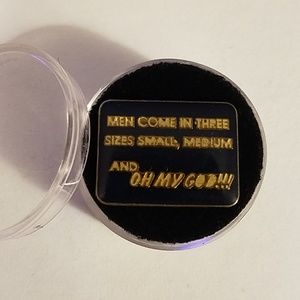 MEN COME IN THREE
SIZES SMALL, MEDIUM
AND
OH MY GOD!!!